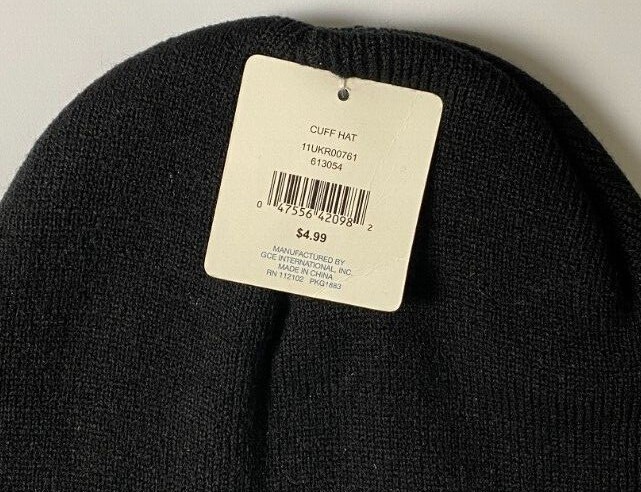 CUFF HAT
11UKR00761
613054
0 47556 42098 2
$4.99
MANUFACTURED BY
GCE INTERNATIONAL, INC.
MADE IN CHINA
RN 112102 PKG1883